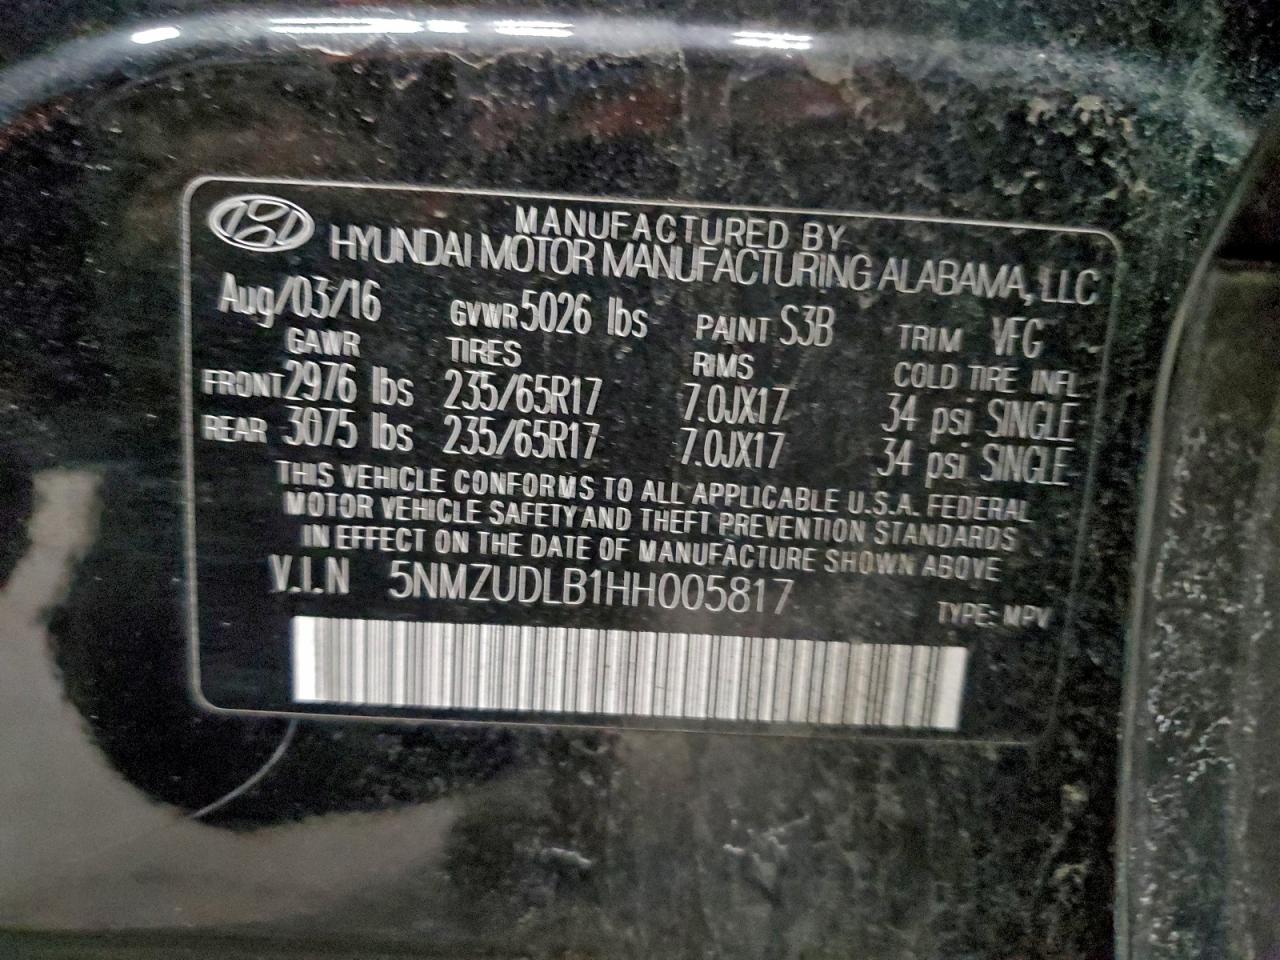 MANUFACTURED BY
HYUNDAI MOTOR MANUFACTURING ALABAMA, LLC
Aug/03/16 GVWR 5026 lbs PAINT S3B TRIM VFG
GAWR TIRES RIMS COLD TIRE INFL
FRONT 2976 lbs 235/65R17 7.0JX17 34 psi SINGLE
REAR 3075 lbs 235/65R17 7.0JX17 34 psi SINGLE
THIS VEHICLE CONFORMS TO ALL APPLICABLE U.S.A. FEDERAL
MOTOR VEHICLE SAFETY AND THEFT PREVENTION STANDARDS
IN EFFECT ON THE DATE OF MANUFACTURE SHOWN ABOVE
V.I.N 5NMZUDLB1HH005817 TYPE: MPV